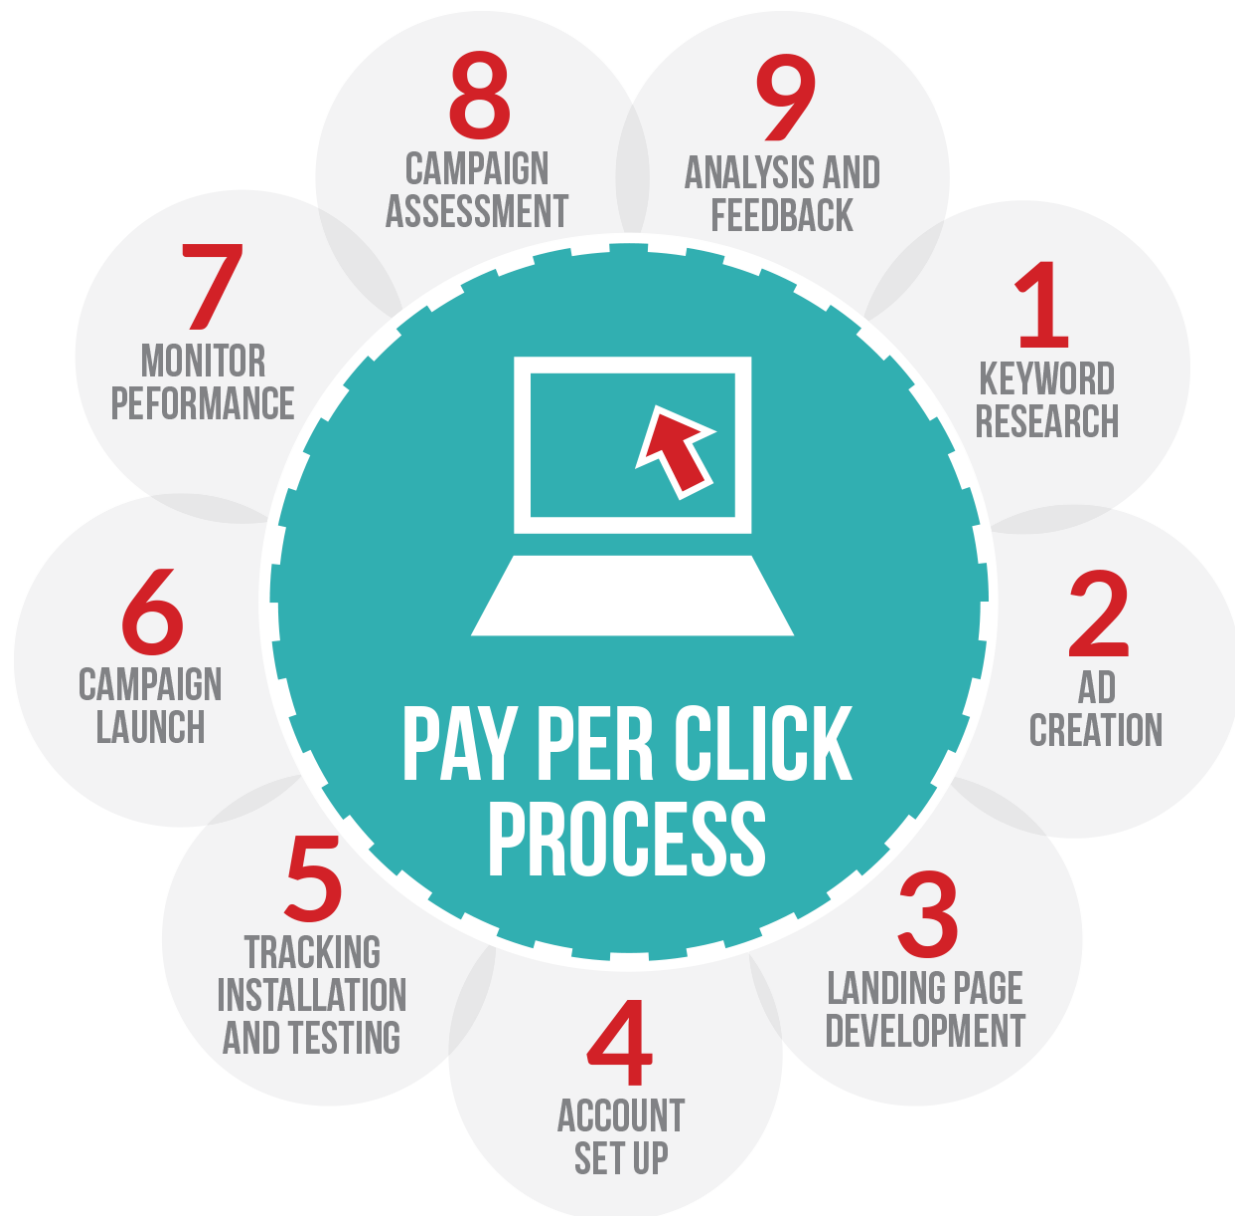 PAY PER CLICK
PROCESS
1
KEYWORD
RESEARCH
2
AD
CREATION
3
LANDING PAGE
DEVELOPMENT
4
ACCOUNT
SET UP
5
TRACKING
INSTALLATION
AND TESTING
6
CAMPAIGN
LAUNCH
7
MONITOR
PEFORMANCE
8
CAMPAIGN
ASSESSMENT
9
ANALYSIS AND
FEEDBACK